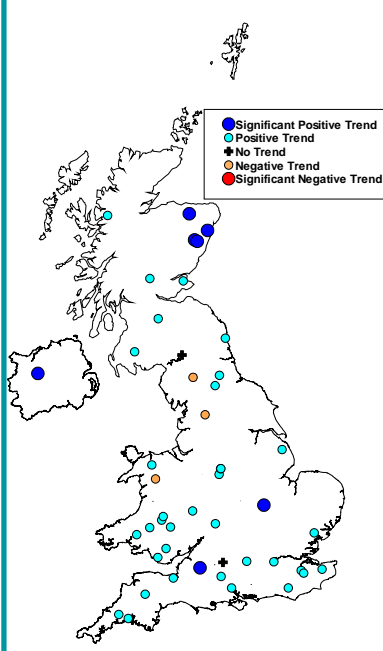 Significant Positive Trend
Positive Trend
No Trend
Negative Trend
Significant Negative Trend